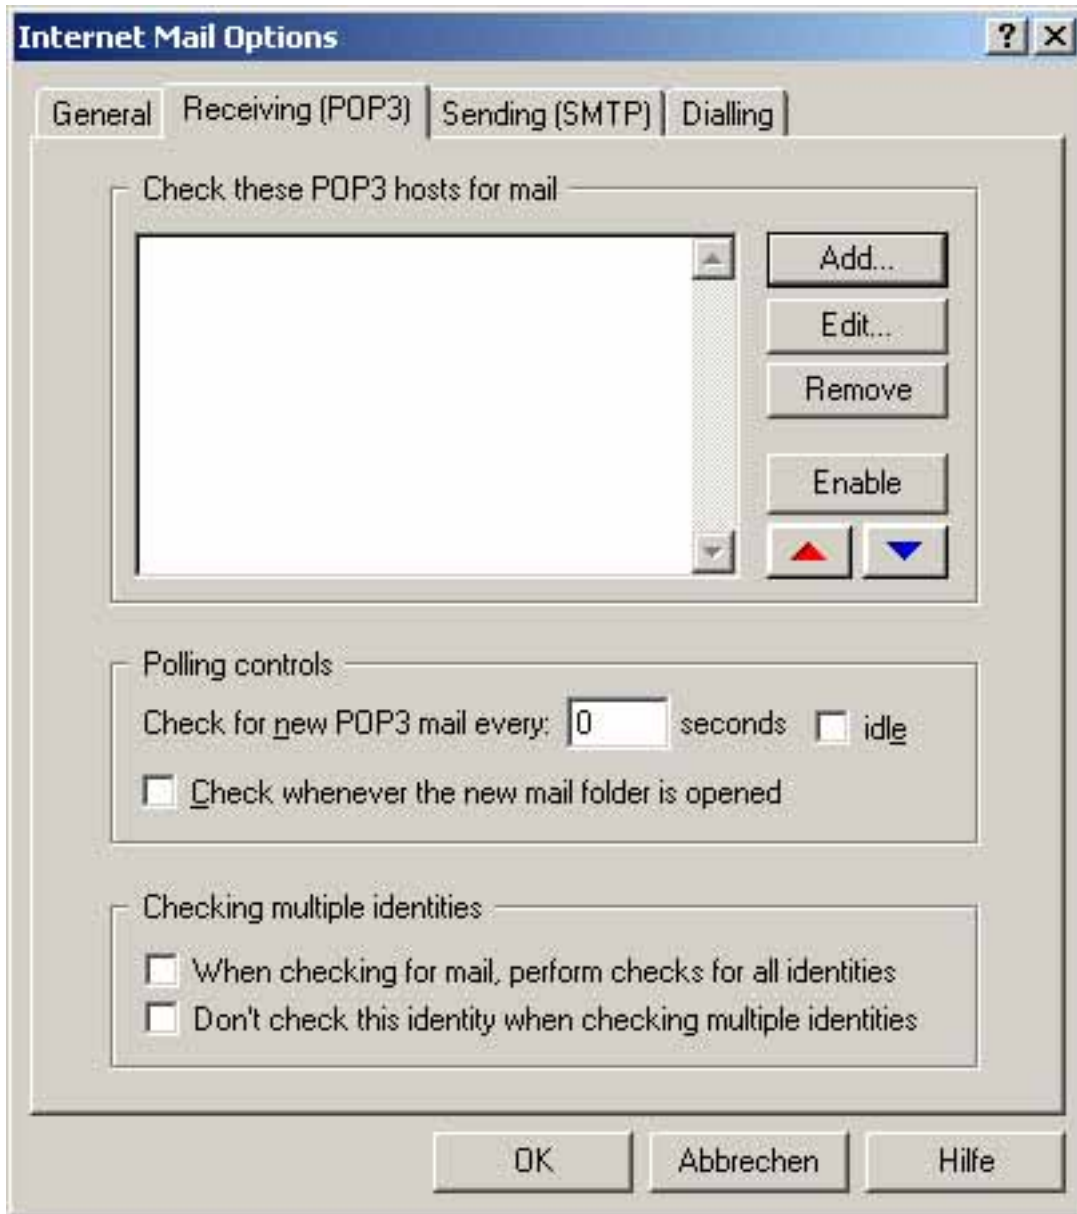 Internet Mail Options
General Receiving (POP3) Sending (SMTP) Dialling
Check these POP3 hosts for mail
Add...
Edit...
Remove
Enable
Polling controls
Check for new POP3 mail every: 0 seconds idle
Check whenever the new mail folder is opened
Checking multiple identities
When checking for mail, perform checks for all identities
Don't check this identity when checking multiple identities
OK Abbrechen Hilfe